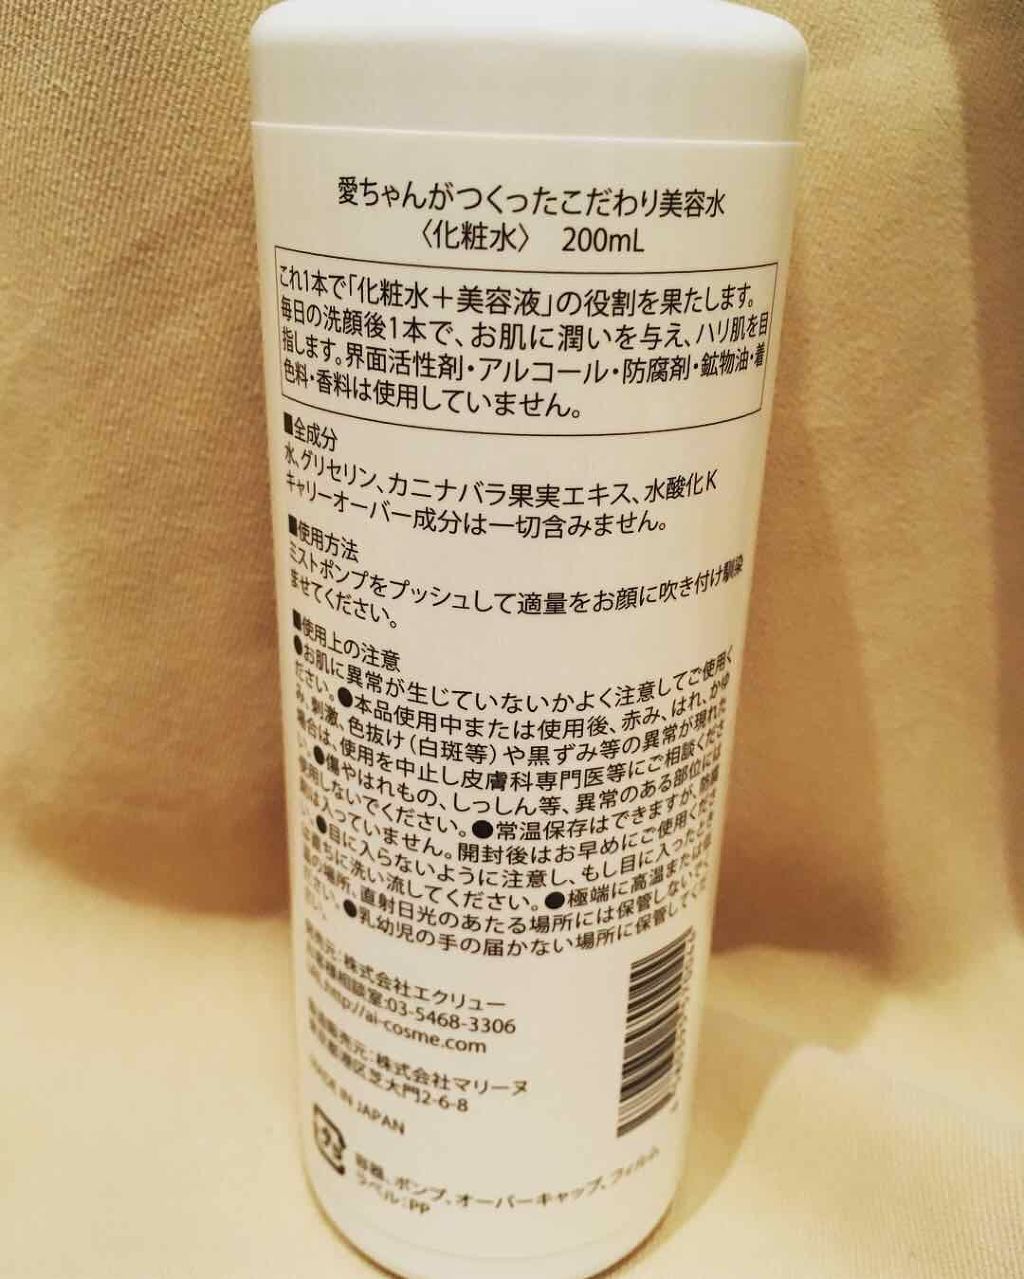 愛ちゃんがつくったこだわり美容水
〈化粧水〉 200mL
これ1本で「化粧水＋美容液」の役割を果たします。
毎日の洗顔後1本で、お肌に潤いを与え、ハリ肌を目
指します。界面活性剤・アルコール・防腐剤・鉱物油・着
色料・香料は使用していません。
■全成分
水、グリセリン、カニナバラ果実エキス、水酸化K
キャリーオーバー成分は一切含みません。
■使用方法
ミストポンプをプッシュして適量をお顔に吹き付け馴染
ませてください。
■使用上の注意
●お肌に異常が生じていないかよく注意してご使用く
ださい。●本品使用中または使用後、赤み、はれ、かゆ
み、刺激、色抜け（白斑等）や黒ずみ等の異常が現れた
場合は、使用を中止し皮膚科専門医等にご相談くださ
い。●傷やはれもの、しっしん等、異常のある部位には
使用しないでください。●常温保存はできますが、防腐
剤は入っていません。開封後はお早めにご使用くださ
い。●目に入らないように注意し、もし目に入ったとき
は直ちに洗い流してください。●極端に高温または低
温の場所、直射日光のあたる場所には保管しないで
ください。●乳幼児の手の届かない場所に保管して
発売元：株式会社エクリュー
お客様相談室:03-5468-3306
URL:http://ai-cosme.com
製造販売元：株式会社マリーヌ
東京都港区芝大門2-6-8
MADE IN JAPAN
プラ
容器、ポンプ、オーバーキャップ、フィルム
ラベル:PP